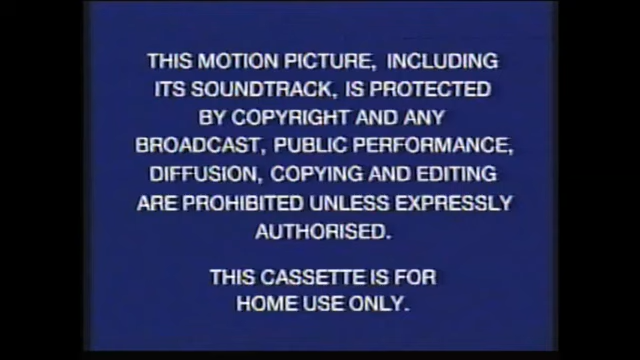 THIS MOTION PICTURE, INCLUDING
ITS SOUNDTRACK, IS PROTECTED
BY COPYRIGHT AND ANY
BROADCAST, PUBLIC PERFORMANCE,
DIFFUSION, COPYING AND EDITING
ARE PROHIBITED UNLESS EXPRESSLY
AUTHORISED.
THIS CASSETTE IS FOR
HOME USE ONLY.